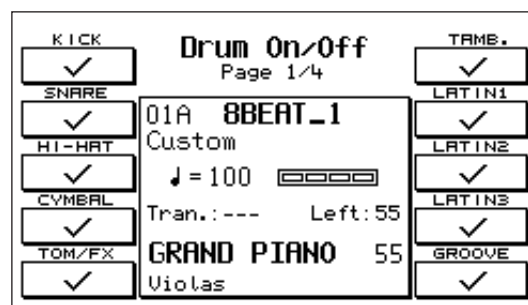 KICK
Drum On/Off
TAMB.
Page 1/4
SNARE
LATIN1
01A 8BEAT_1
HI-HAT
Custom
LATIN2
♩=100
CYMBAL
LATIN3
Tran.:--- Left:55
TOM/FX
GRAND PIANO 55
GROOVE
Violas